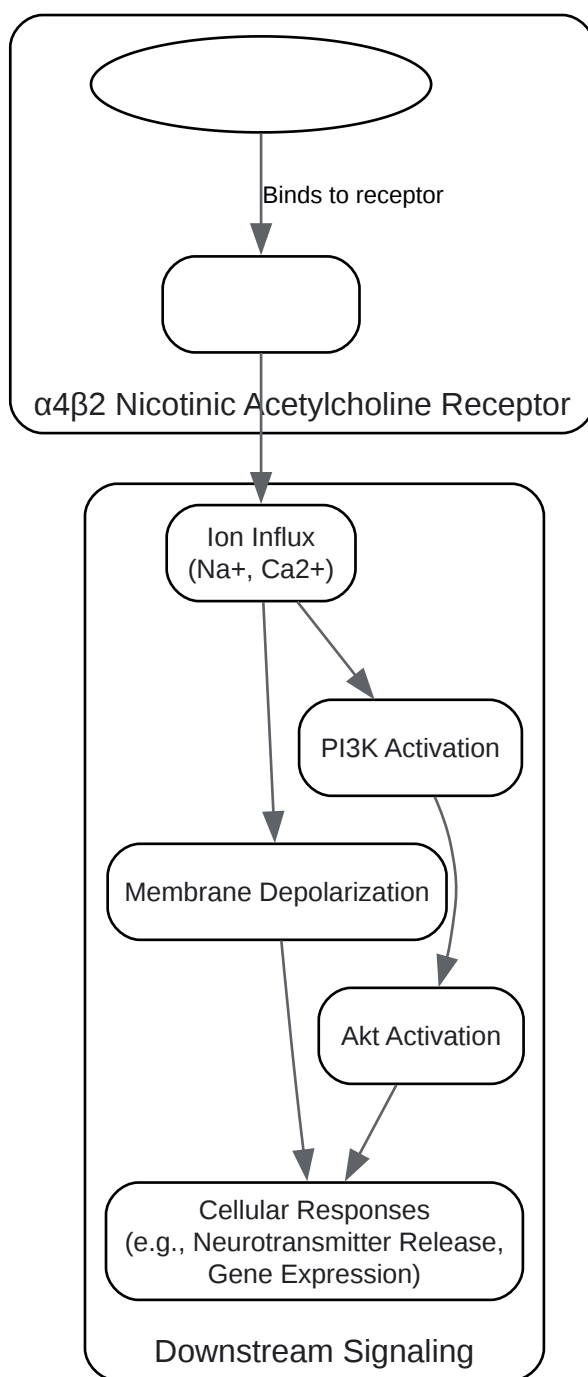 Binds to receptor
α4β2 Nicotinic Acetylcholine Receptor
Ion Influx
(Na+, Ca2+)
PI3K Activation
Membrane Depolarization
Akt Activation
Cellular Responses
(e.g., Neurotransmitter Release,
Gene Expression)
Downstream Signaling